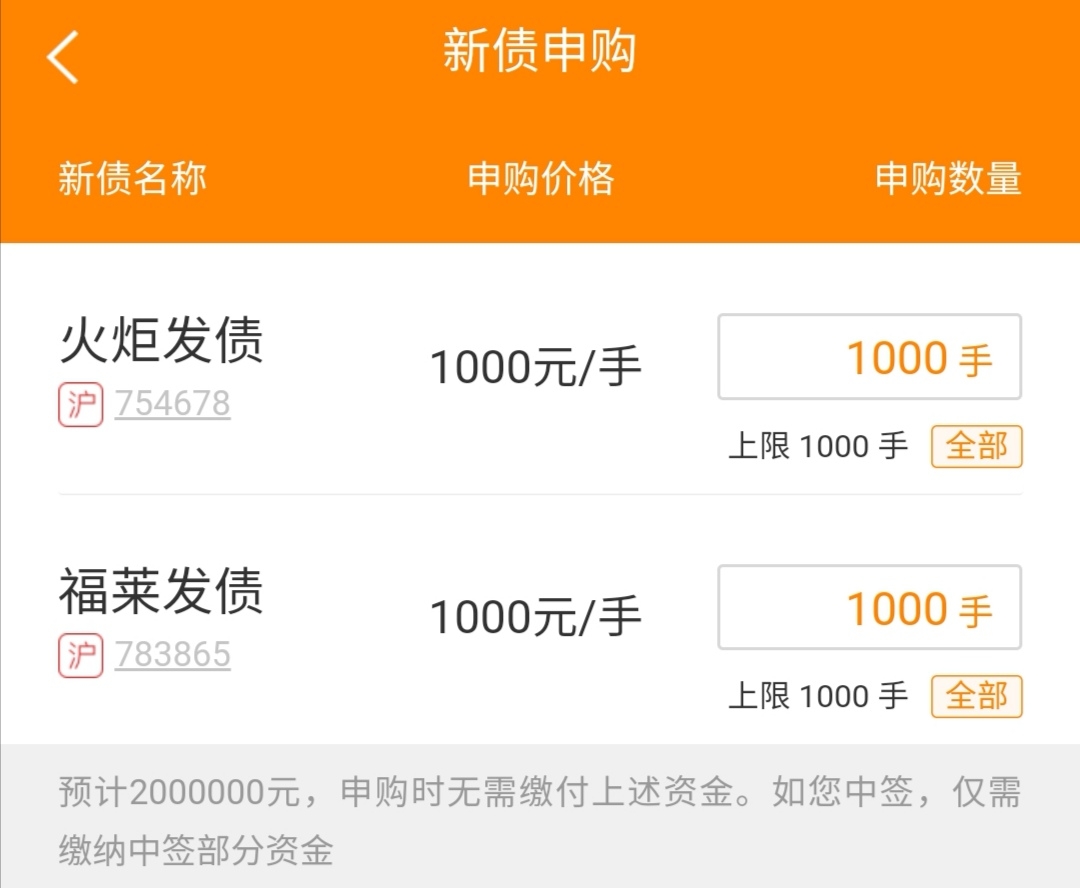 新债申购
新债名称 申购价格 申购数量
火炬发债
1000元/手
1000 手
沪 754678
上限 1000 手 全部
福莱发债
1000元/手
1000 手
沪 783865
上限 1000 手 全部
预计2000000元，申购时无需缴付上述资金。如您中签，仅需
缴纳中签部分资金